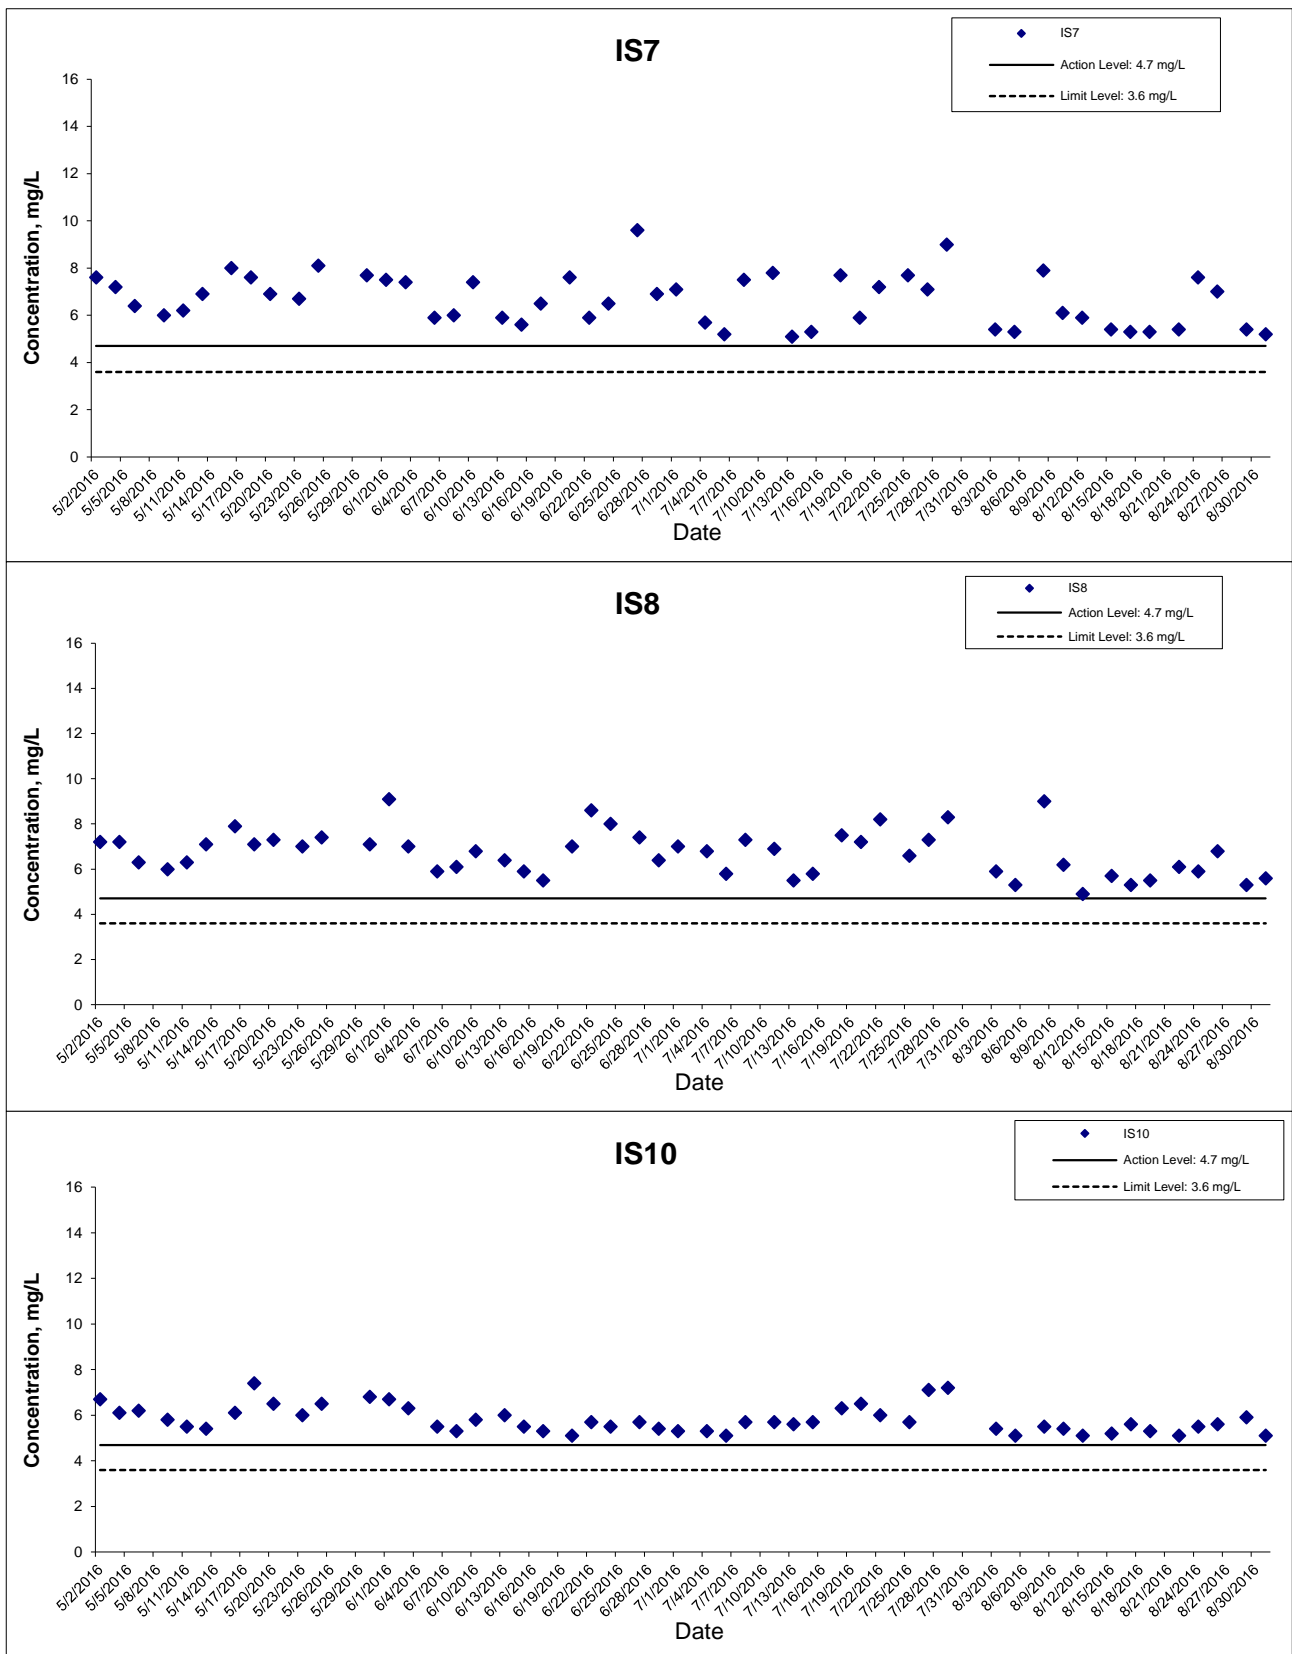 IS7
IS7
Action Level: 4.7 mg/L
Limit Level: 3.6 mg/L
Concentration, mg/L
16
14
12
10
8
6
4
2
0
5/2/2016 5/5/2016 5/8/2016 5/11/2016 5/14/2016 5/17/2016 5/20/2016 5/23/2016 5/26/2016 5/29/2016 6/1/2016 6/4/2016 6/7/2016 6/10/2016 6/13/2016 6/16/2016 6/19/2016 6/22/2016 6/25/2016 6/28/2016 7/1/2016 7/4/2016 7/7/2016 7/10/2016 7/13/2016 7/16/2016 7/19/2016 7/22/2016 7/25/2016 7/28/2016 7/31/2016 8/3/2016 8/6/2016 8/9/2016 8/12/2016 8/15/2016 8/18/2016 8/21/2016 8/24/2016 8/27/2016 8/30/2016
Date
IS8
IS8
Action Level: 4.7 mg/L
Limit Level: 3.6 mg/L
Concentration, mg/L
16
14
12
10
8
6
4
2
0
5/2/2016 5/5/2016 5/8/2016 5/11/2016 5/14/2016 5/17/2016 5/20/2016 5/23/2016 5/26/2016 5/29/2016 6/1/2016 6/4/2016 6/7/2016 6/10/2016 6/13/2016 6/16/2016 6/19/2016 6/22/2016 6/25/2016 6/28/2016 7/1/2016 7/4/2016 7/7/2016 7/10/2016 7/13/2016 7/16/2016 7/19/2016 7/22/2016 7/25/2016 7/28/2016 7/31/2016 8/3/2016 8/6/2016 8/9/2016 8/12/2016 8/15/2016 8/18/2016 8/21/2016 8/24/2016 8/27/2016 8/30/2016
Date
IS10
IS10
Action Level: 4.7 mg/L
Limit Level: 3.6 mg/L
Concentration, mg/L
16
14
12
10
8
6
4
2
0
5/2/2016 5/5/2016 5/8/2016 5/11/2016 5/14/2016 5/17/2016 5/20/2016 5/23/2016 5/26/2016 5/29/2016 6/1/2016 6/4/2016 6/7/2016 6/10/2016 6/13/2016 6/16/2016 6/19/2016 6/22/2016 6/25/2016 6/28/2016 7/1/2016 7/4/2016 7/7/2016 7/10/2016 7/13/2016 7/16/2016 7/19/2016 7/22/2016 7/25/2016 7/28/2016 7/31/2016 8/3/2016 8/6/2016 8/9/2016 8/12/2016 8/15/2016 8/18/2016 8/21/2016 8/24/2016 8/27/2016 8/30/2016
Date